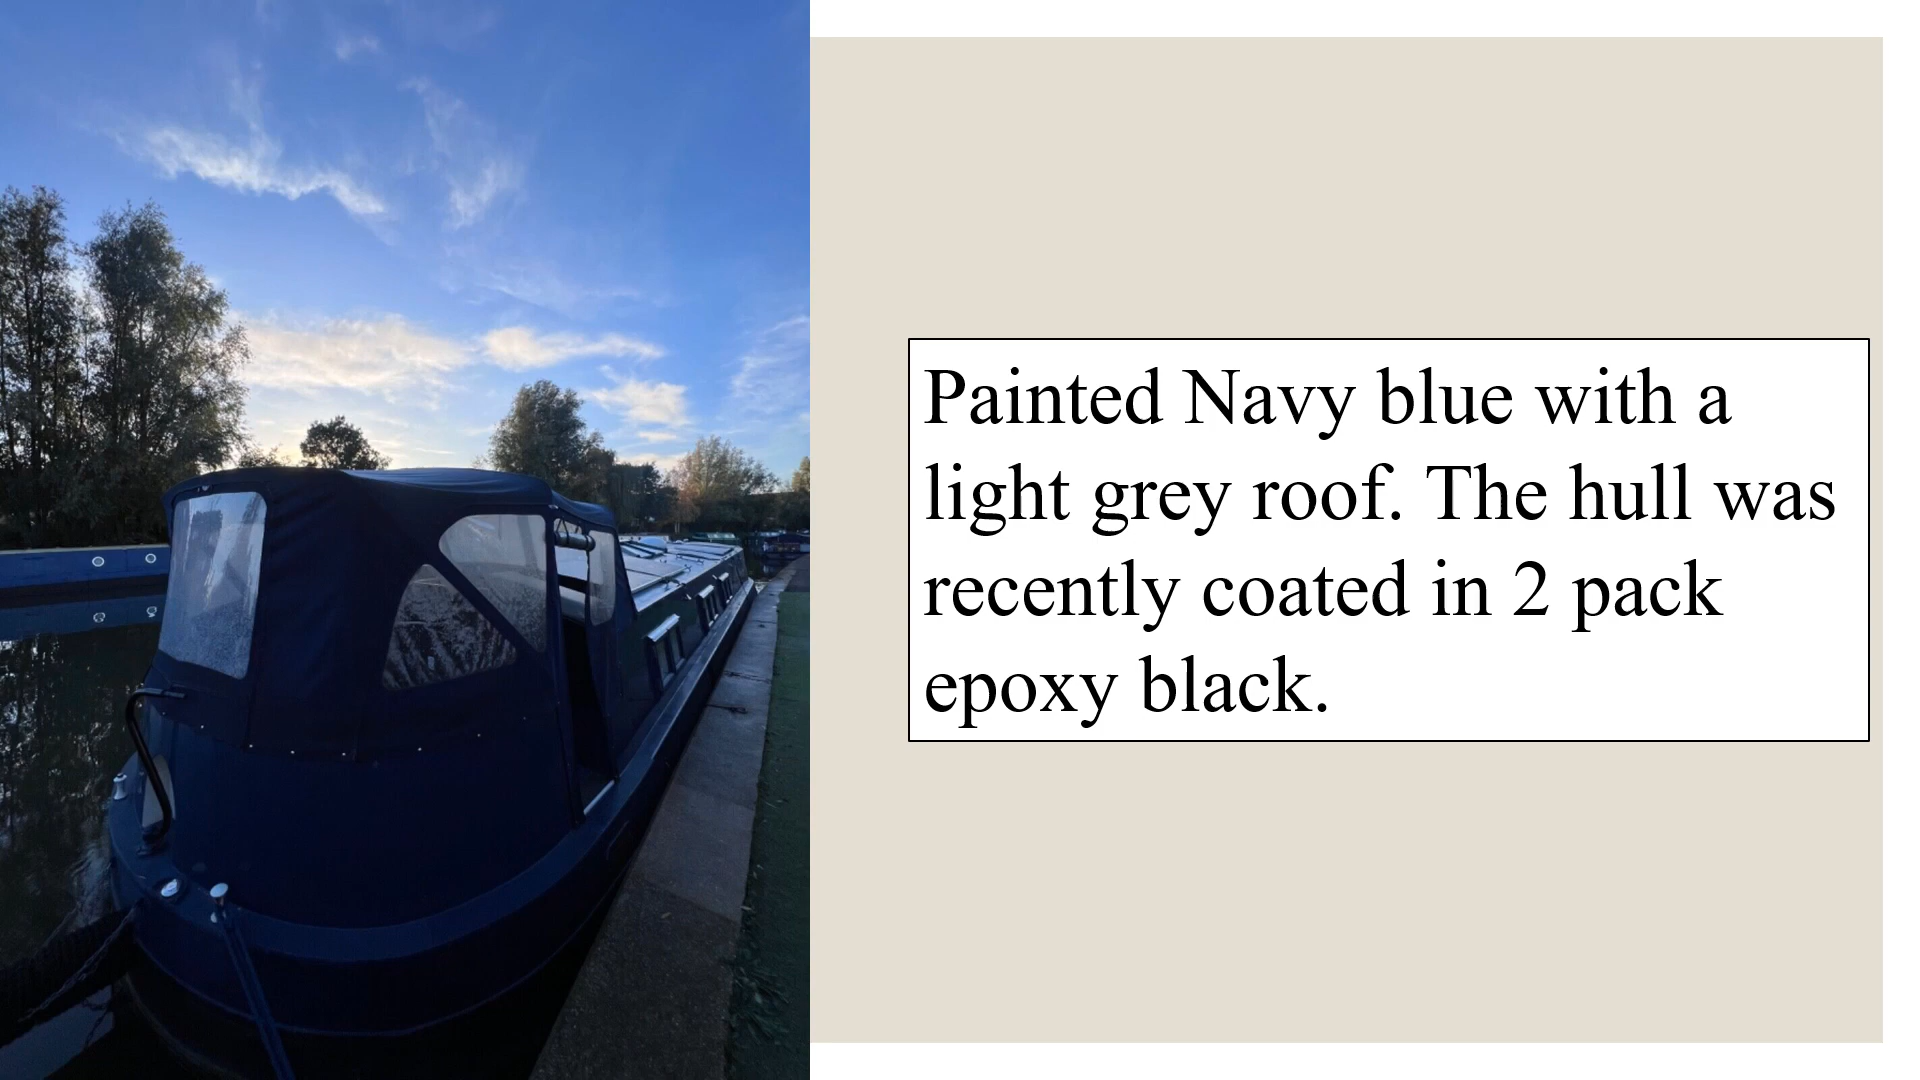 Painted Navy blue with a
light grey roof. The hull was
recently coated in 2 pack
epoxy black.